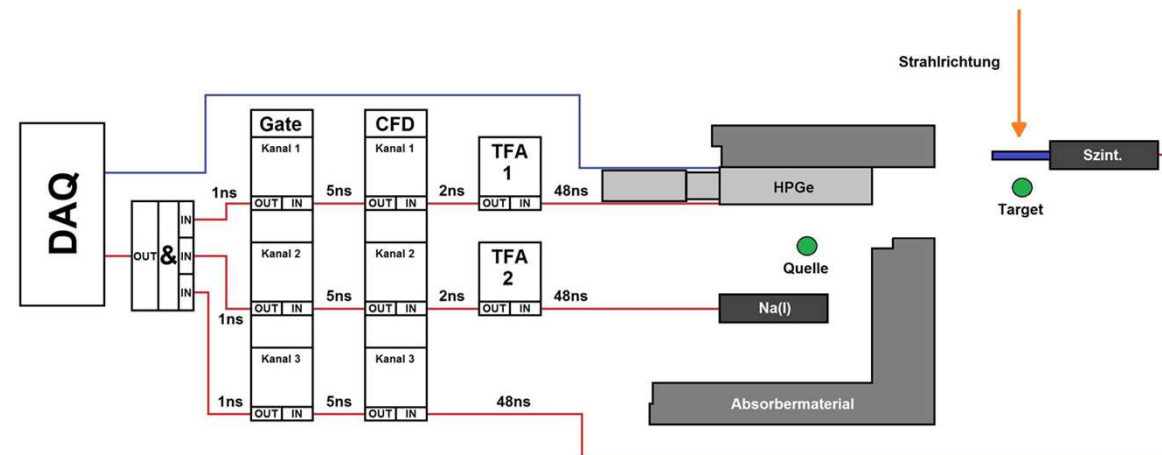 Strahlrichtung
DAQ
Gate
CFD
Kanal 1
Kanal 1
TFA
1
Szint.
HPGe
1ns
5ns
2ns
48ns
OUT IN
OUT IN
OUT IN
Target
IN
OUT & IN
IN
Kanal 2
Kanal 2
TFA
2
Quelle
1ns
5ns
2ns
48ns
OUT IN
OUT IN
OUT IN
Na(I)
Kanal 3
Kanal 3
1ns
5ns
48ns
OUT IN
OUT IN
Absorbermaterial